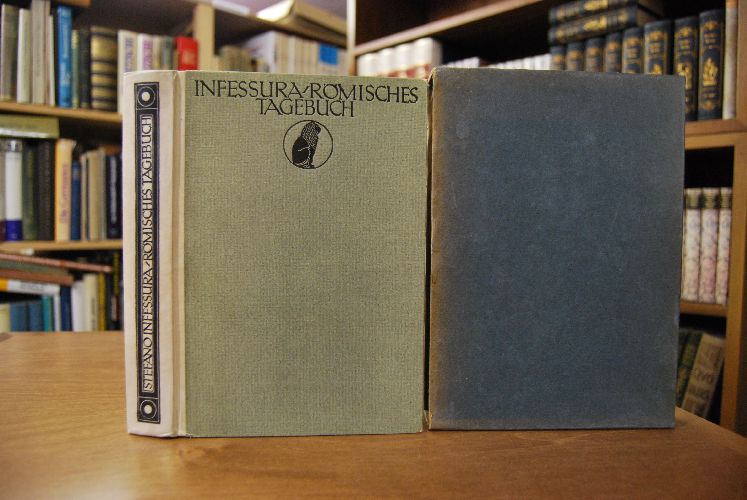 INFESSURA/RÖMISCHES
TAGEBUCH
STEFANO INFESSURA/RÖMISCHES TAGEBUCH